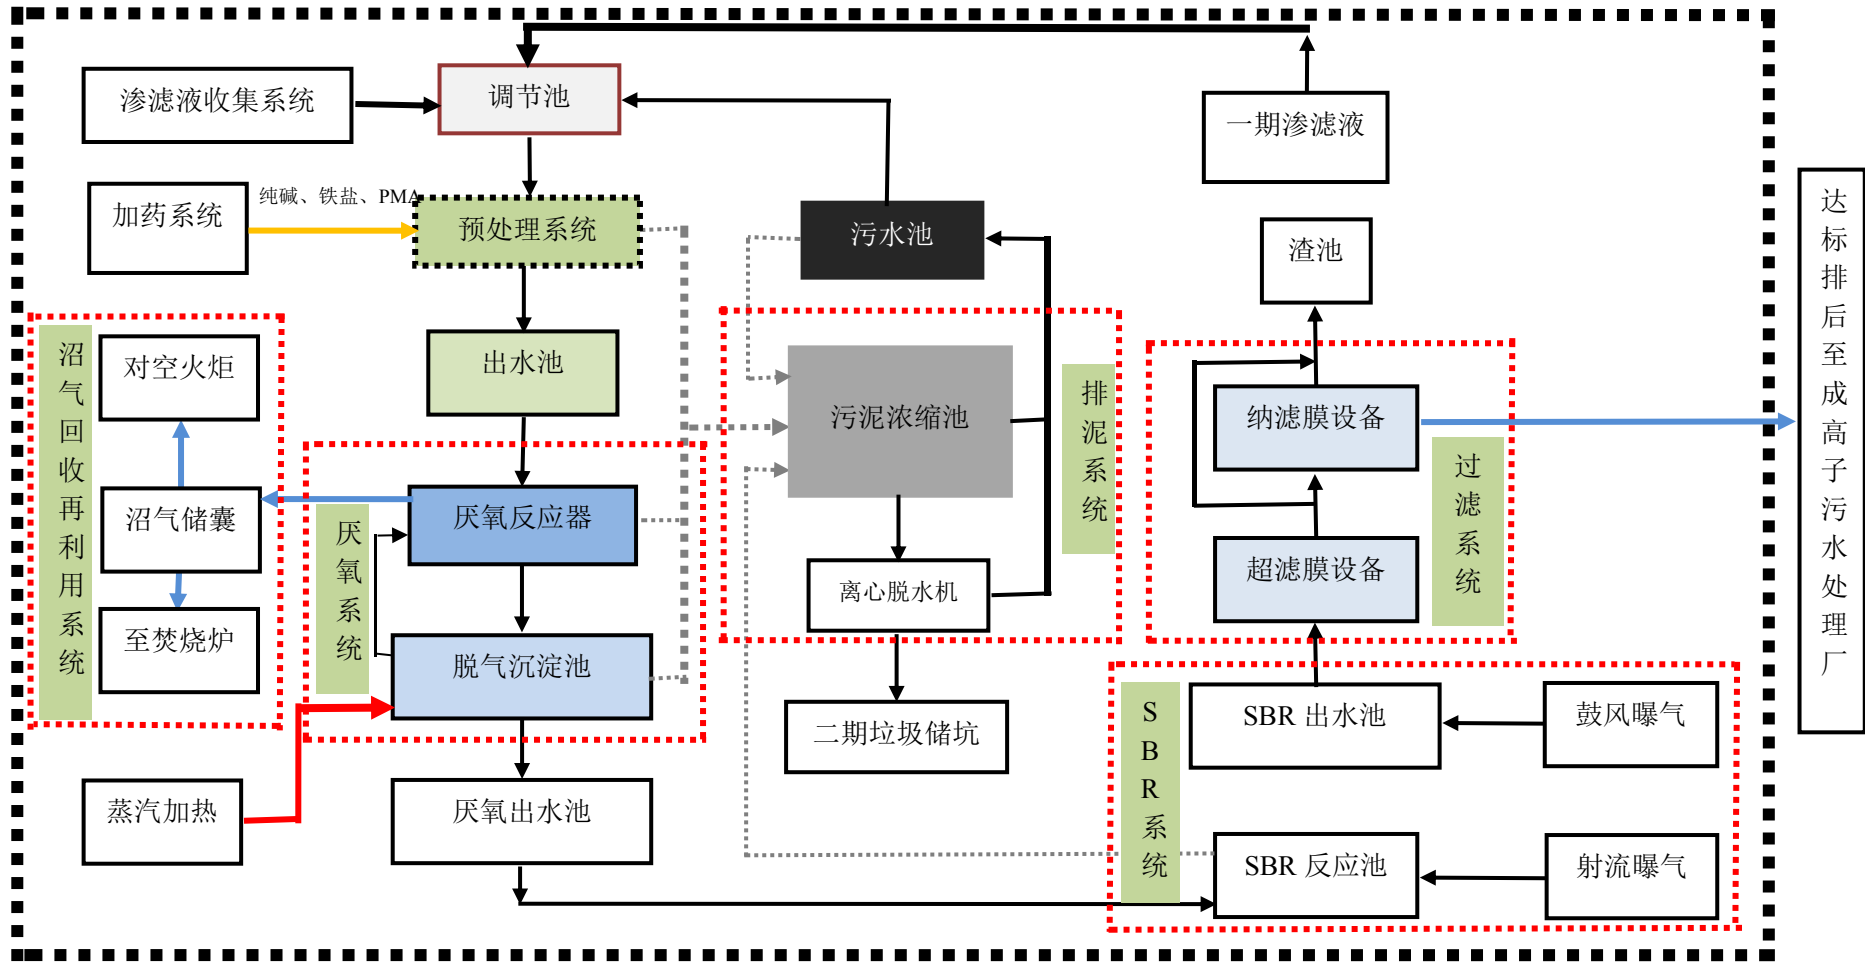 渗滤液收集系统
调节池
一期渗滤液
加药系统
纯碱、铁盐、PMA
预处理系统
污水池
渣池
达标排后至成高子污水处理厂
沼气回收再利用系统
对空火炬
出水池
污泥浓缩池
排泥系统
纳滤膜设备
过滤系统
沼气储囊
厌氧系统
厌氧反应器
离心脱水机
超滤膜设备
至焚烧炉
脱气沉淀池
二期垃圾储坑
SBR系统
SBR 出水池
鼓风曝气
蒸汽加热
厌氧出水池
SBR 反应池
射流曝气